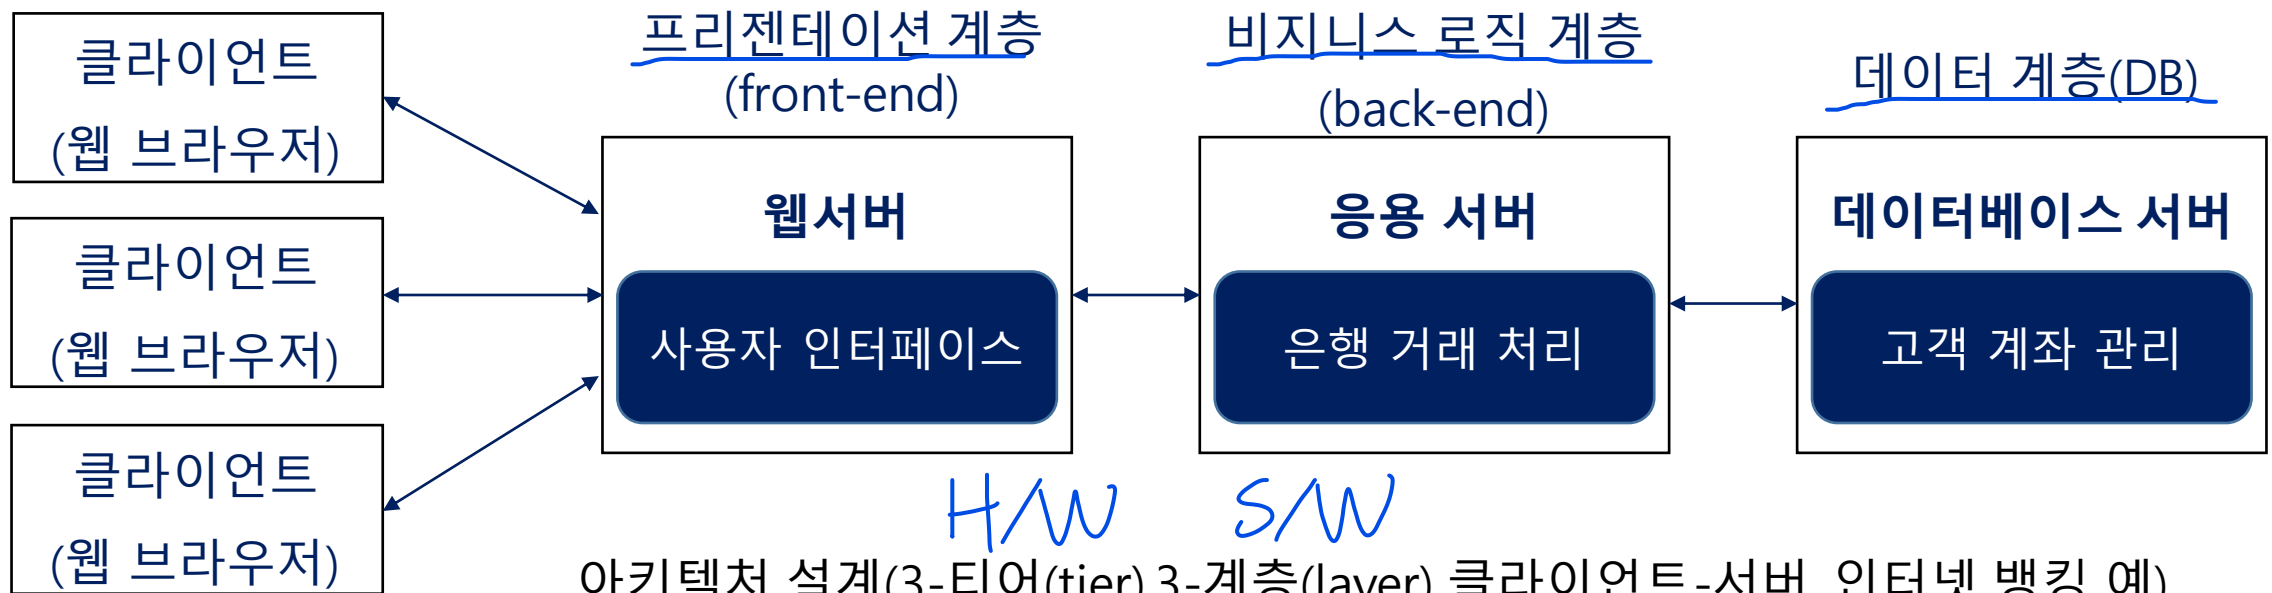 클라이언트
(웹 브라우저)
클라이언트
(웹 브라우저)
클라이언트
(웹 브라우저)
프리젠테이션 계층
(front-end)
웹서버
사용자 인터페이스
비지니스 로직 계층
(back-end)
응용 서버
은행 거래 처리
데이터 계층(DB)
데이터베이스 서버
고객 계좌 관리
H/W
S/W
아키텍처 설계(3-티어(tier) 3-계층(layer) 클라이언트-서버, 인터넷 뱅킹 예)